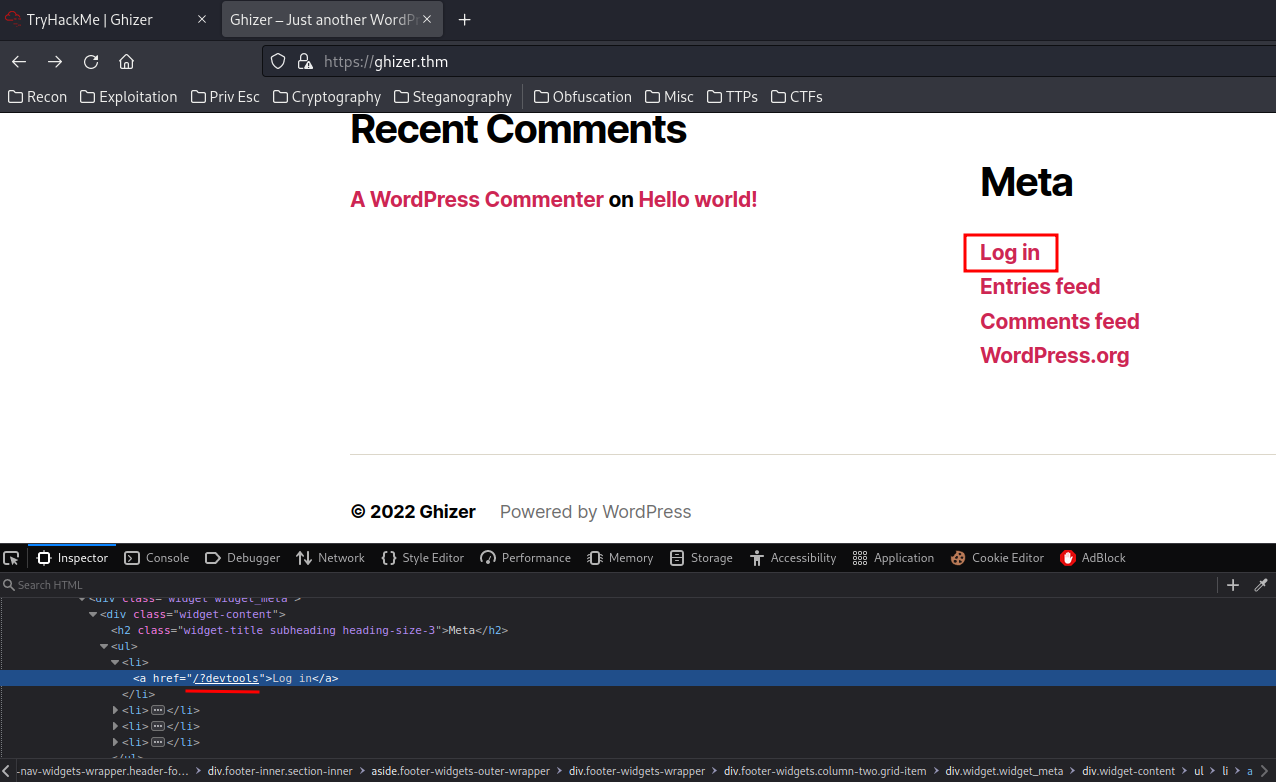 TryHackMe | Ghizer
Ghizer – Just another WordPr
https://ghizer.thm
Recon Exploitation Priv Esc Cryptography Steganography Obfuscation Misc TTPs CTFs
Recent Comments
A WordPress Commenter on Hello world!
Meta
Log in
Entries feed
Comments feed
WordPress.org
© 2022 Ghizer Powered by WordPress
Inspector Console Debugger Network Style Editor Performance Memory Storage Accessibility Application Cookie Editor AdBlock
Search HTML
<div class="widget widget_meta">
<div class="widget-content">
<h2 class="widget-title subheading heading-size-3">Meta</h2>
<ul>
<li>
<a href="/?devtools">Log in</a>
</li>
<li>···</li>
<li>···</li>
<li>···</li>
</ul>
-nav-widgets-wrapper.header-fo… > div.footer-inner.section-inner > aside.footer-widgets-outer-wrapper > div.footer-widgets-wrapper > div.footer-widgets.column-two.grid-item > div.widget.widget_meta > div.widget-content > ul > li > a